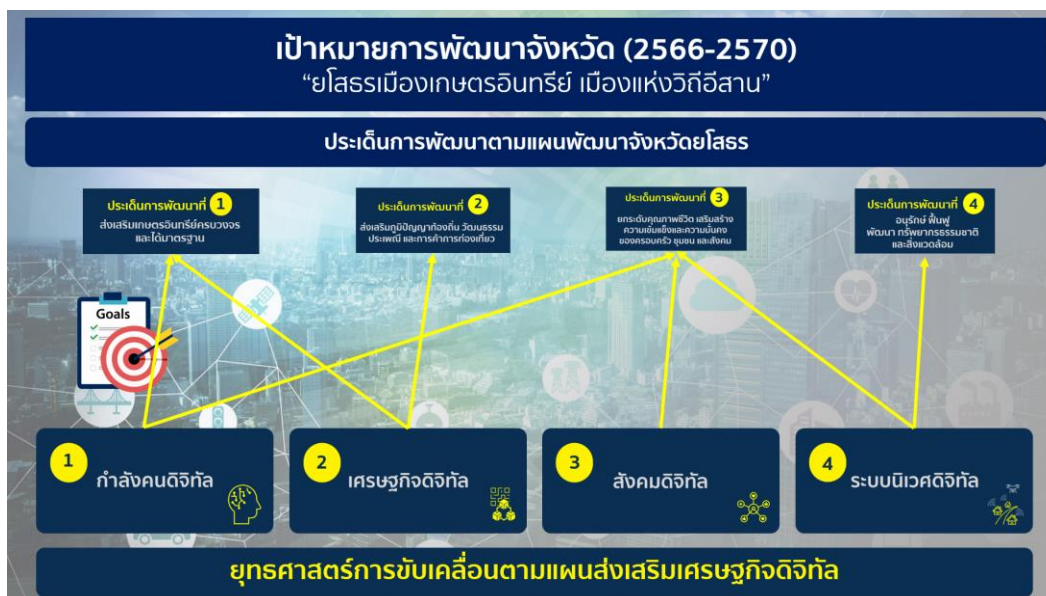 เป้าหมายการพัฒนาจังหวัด (2566-2570)
“ยโสธรเมืองเกษตรอินทรีย์ เมืองแห่งวิถีอีสาน”
ประเด็นการพัฒนาตามแผนพัฒนาจังหวัดยโสธร
ประเด็นการพัฒนาที่ 1
ส่งเสริมเกษตรอินทรีย์ครบวงจร
และได้มาตรฐาน
ประเด็นการพัฒนาที่ 2
ส่งเสริมภูมิปัญญาท้องถิ่น วัฒนธรรม
ประเพณี และการค้าการท่องเที่ยว
ประเด็นการพัฒนาที่ 3
ยกระดับคุณภาพชีวิต เสริมสร้าง
ความเข้มแข็งและความมั่นคง
ของครอบครัว ชุมชน และสังคม
ประเด็นการพัฒนาที่ 4
อนุรักษ์ ฟื้นฟู
พัฒนา ทรัพยากรธรรมชาติ
และสิ่งแวดล้อม
Goals
1
กำลังคนดิจิทัล
2
เศรษฐกิจดิจิทัล
3
สังคมดิจิทัล
4
ระบบนิเวศดิจิทัล
ยุทธศาสตร์การขับเคลื่อนตามแผนส่งเสริมเศรษฐกิจดิจิทัล